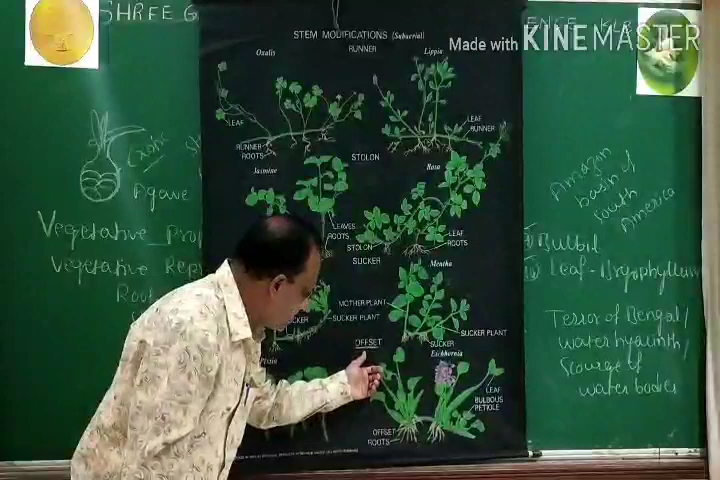 SHREE G
ENCE
Made with KINEMASTER
STEM MODIFICATIONS (Subaerial)
RUNNER
Oxalis
Lippia
LEAF
RUNNER
ROOTS
LEAF
RUNNER
STOLON
Jasmine
Rosa
LEAVES
ROOTS
STOLON
LEAF
ROOTS
SUCKER
Mentha
MOTHER PLANT
SUCKER PLANT
SUCKER
SUCKER PLANT
OFFSET
Pistia
Eichhornia
LEAF
BULBOUS
PETIOLE
OFFSET
ROOTS
Agave
Vegetative Pro
Vegetative Rep
Roo
Amazon
basin of
South
America
Bulbil
Leaf - Bryophyllum
Terror of Bengal/
water hyacinth/
Scourge of
water bodies